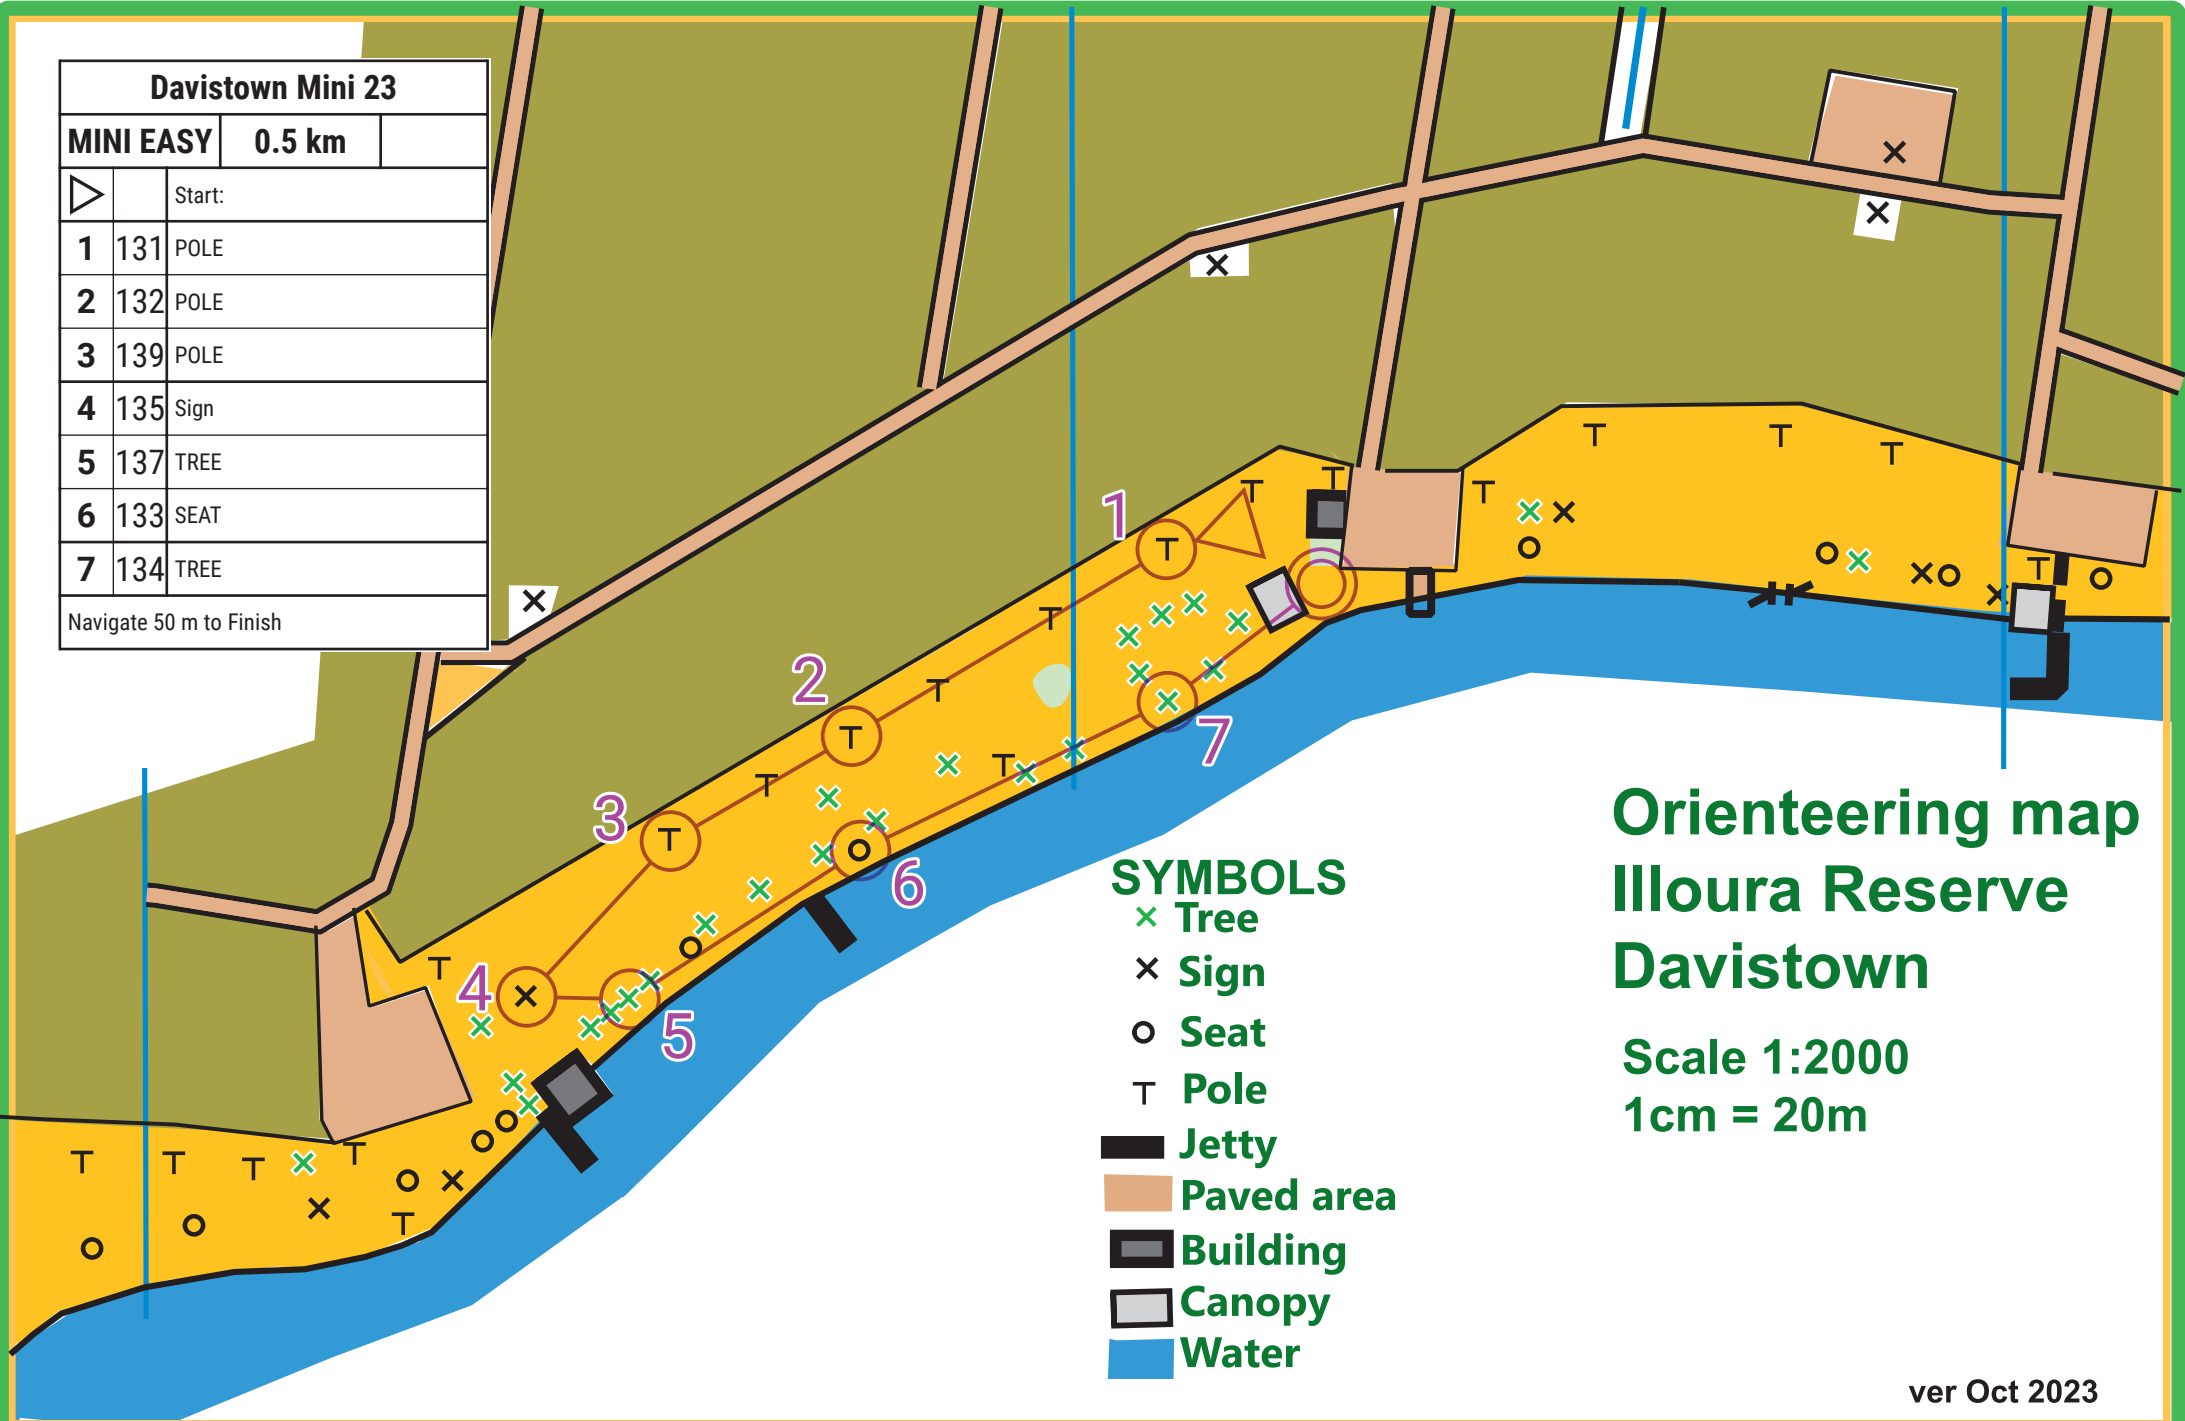 Davistown Mini 23
MINI EASY 0.5 km
Start:
1 131 POLE
2 132 POLE
3 139 POLE
4 135 Sign
5 137 TREE
6 133 SEAT
7 134 TREE
Navigate 50 m to Finish
1
2
3
4
5
6
7
SYMBOLS
Tree
Sign
Seat
Pole
Jetty
Paved area
Building
Canopy
Water
Orienteering map
Illoura Reserve
Davistown
Scale 1:2000
1cm = 20m
ver Oct 2023